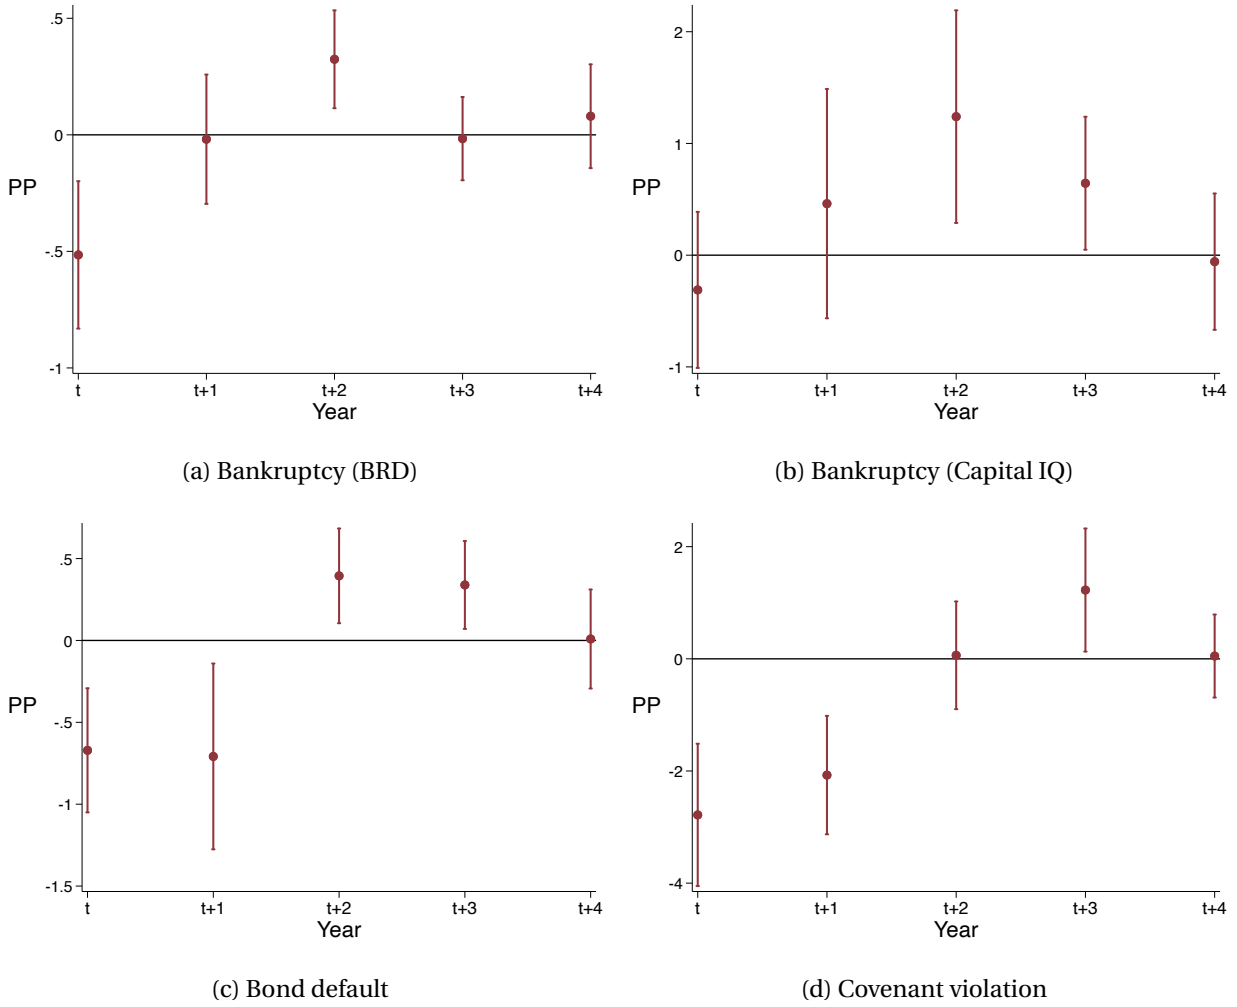 .5
0
-.5
-1
PP
t
t+1
t+2
t+3
t+4
Year
(a) Bankruptcy (BRD)
2
1
0
-1
PP
t
t+1
t+2
t+3
t+4
Year
(b) Bankruptcy (Capital IQ)
.5
0
-.5
-1
-1.5
PP
t
t+1
t+2
t+3
t+4
Year
(c) Bond default
2
0
-2
-4
PP
t
t+1
t+2
t+3
t+4
Year
(d) Covenant violation